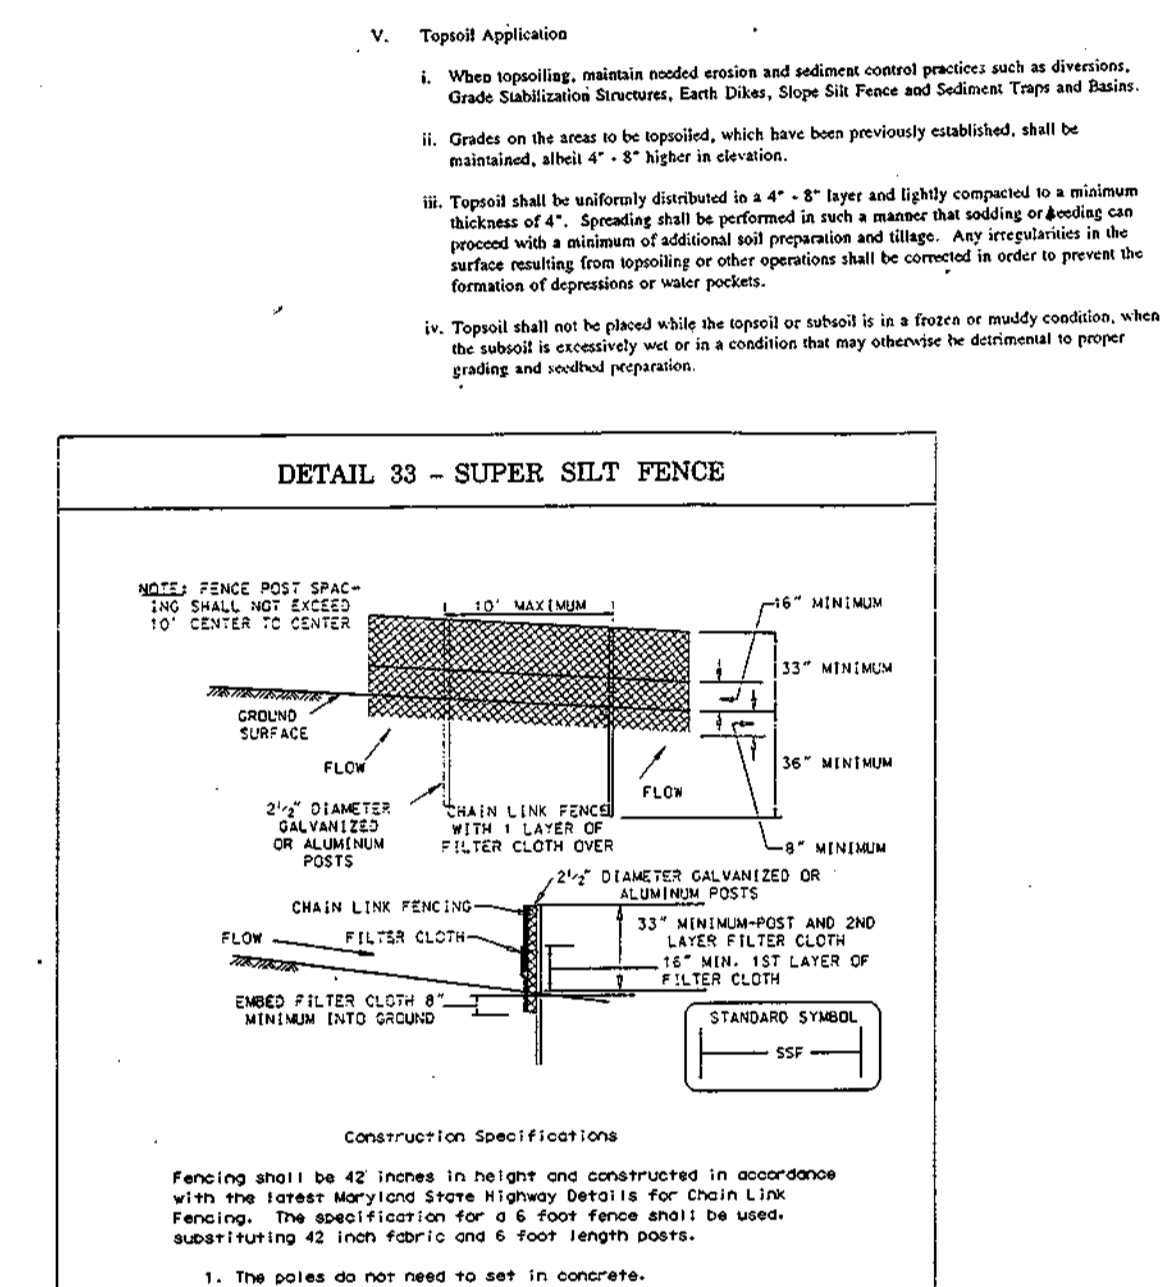 V. Topsoil Application
i. When topsoiling, maintain needed erosion and sediment control practices such as diversions,
Grade Stabilization Structures, Earth Dikes, Slope Silt Fence and Sediment Traps and Basins.
ii. Grades on the areas to be topsoiled, which have been previously established, shall be
maintained, albeit 4" - 8" higher in elevation.
iii. Topsoil shall be uniformly distributed in a 4" - 8" layer and lightly compacted to a minimum
thickness of 4". Spreading shall be performed in such a manner that sodding or seeding can
proceed with a minimum of additional soil preparation and tillage. Any irregularities in the
surface resulting from topsoiling or other operations shall be corrected in order to prevent the
formation of depressions or water pockets.
iv. Topsoil shall not be placed while the topsoil or subsoil is in a frozen or muddy condition, when
the subsoil is excessively wet or in a condition that may otherwise be detrimental to proper
grading and seedbed preparation.
DETAIL 33 - SUPER SILT FENCE
NOTE: FENCE POST SPAC-
ING SHALL NOT EXCEED
10' CENTER TO CENTER
10' MAXIMUM
16" MINIMUM
33" MINIMUM
GROUND
SURFACE
FLOW
FLOW
36" MINIMUM
2 1/2" DIAMETER
GALVANIZED
OR ALUMINUM
POSTS
CHAIN LINK FENCE
WITH 1 LAYER OF
FILTER CLOTH OVER
8" MINIMUM
2 1/2" DIAMETER GALVANIZED OR
ALUMINUM POSTS
CHAIN LINK FENCING
FLOW
FILTER CLOTH
33" MINIMUM-POST AND 2ND
LAYER FILTER CLOTH
16" MIN. 1ST LAYER OF
FILTER CLOTH
EMBED FILTER CLOTH 8"
MINIMUM INTO GROUND
STANDARD SYMBOL
SSF
Construction Specifications
Fencing shall be 42 inches in height and constructed in accordance
with the latest Maryland State Highway Details for Chain Link
Fencing. The specification for a 6 foot fence shall be used,
substituting 42 inch fabric and 6 foot length posts.
1. The poles do not need to set in concrete.